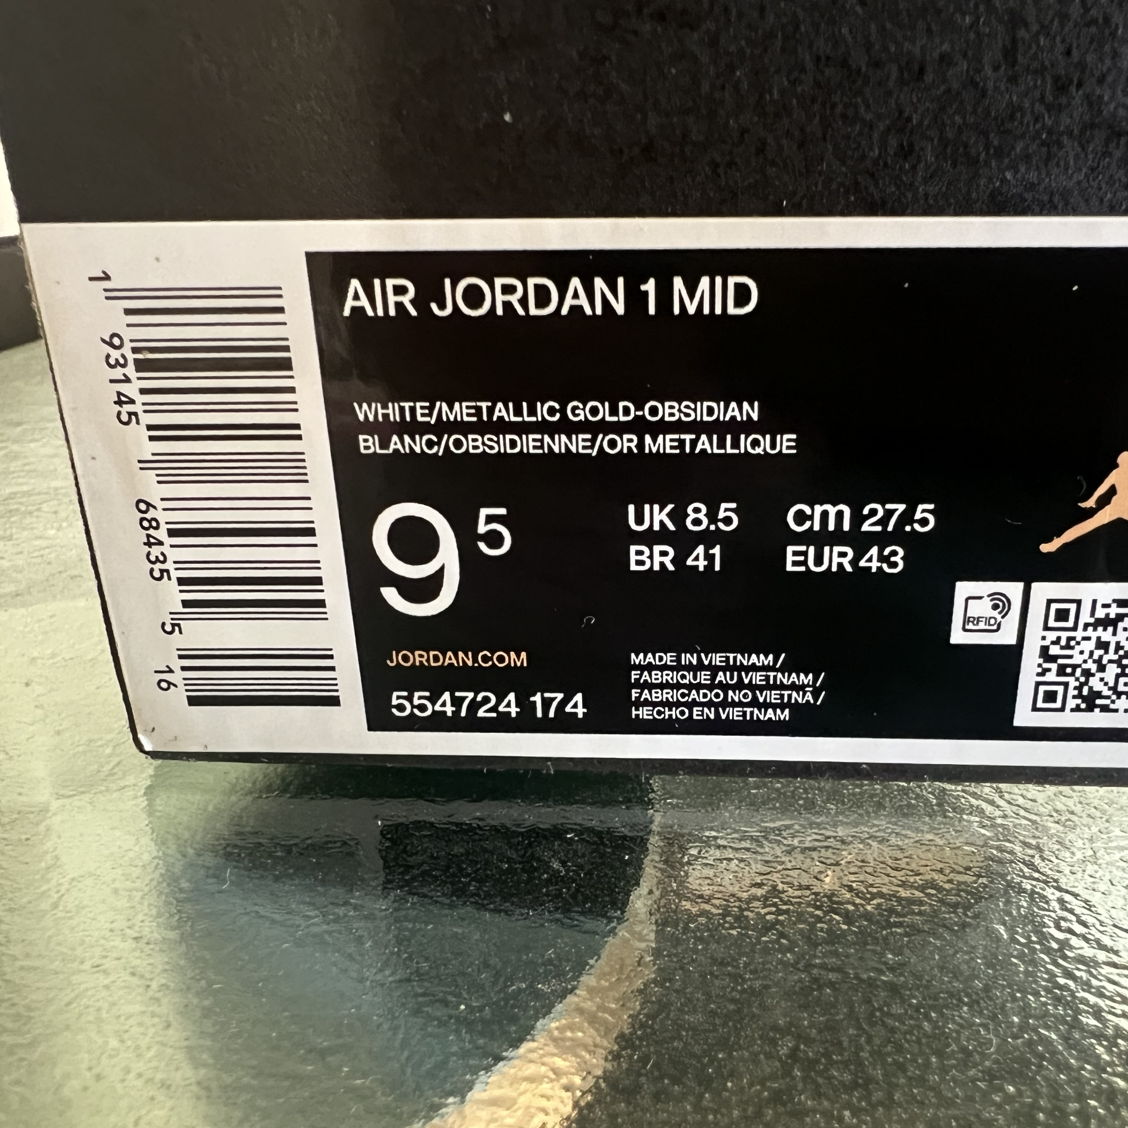 1 93145 68435 5 16
AIR JORDAN 1 MID
WHITE/METALLIC GOLD-OBSIDIAN
BLANC/OBSIDIENNE/OR METALLIQUE
9 5
UK 8.5 cm 27.5
BR 41 EUR 43
RFID
JORDAN.COM
554724 174
MADE IN VIETNAM /
FABRIQUE AU VIETNAM /
FABRICADO NO VIETNÃ /
HECHO EN VIETNAM